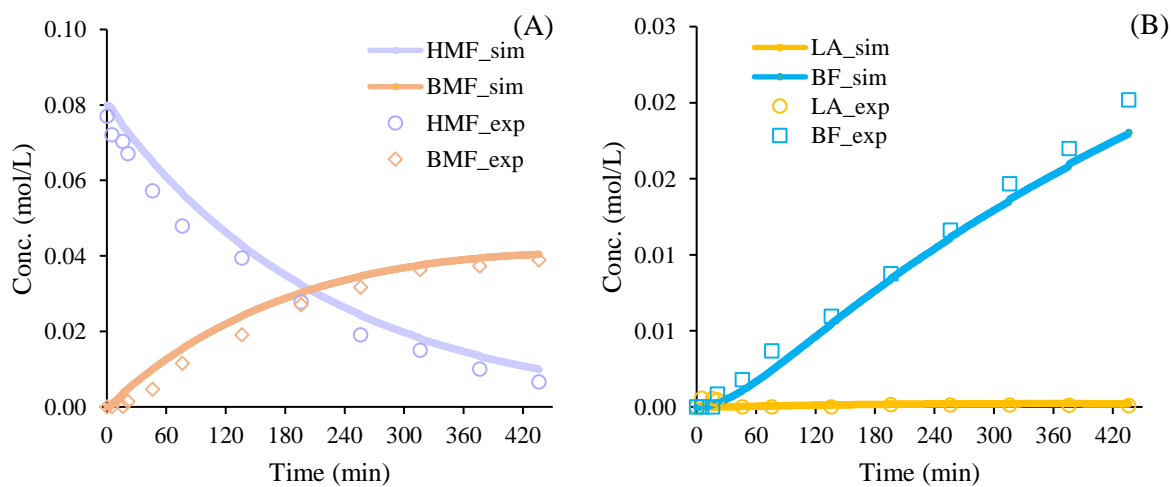 (A)
0.10
0.08
0.06
0.04
0.02
0.00
Conc. (mol/L)
HMF_sim
BMF_sim
HMF_exp
BMF_exp
0 60 120 180 240 300 360 420
Time (min)
(B)
0.03
0.02
0.02
0.01
0.01
0.00
Conc. (mol/L)
LA_sim
BF_sim
LA_exp
BF_exp
0 60 120 180 240 300 360 420
Time (min)